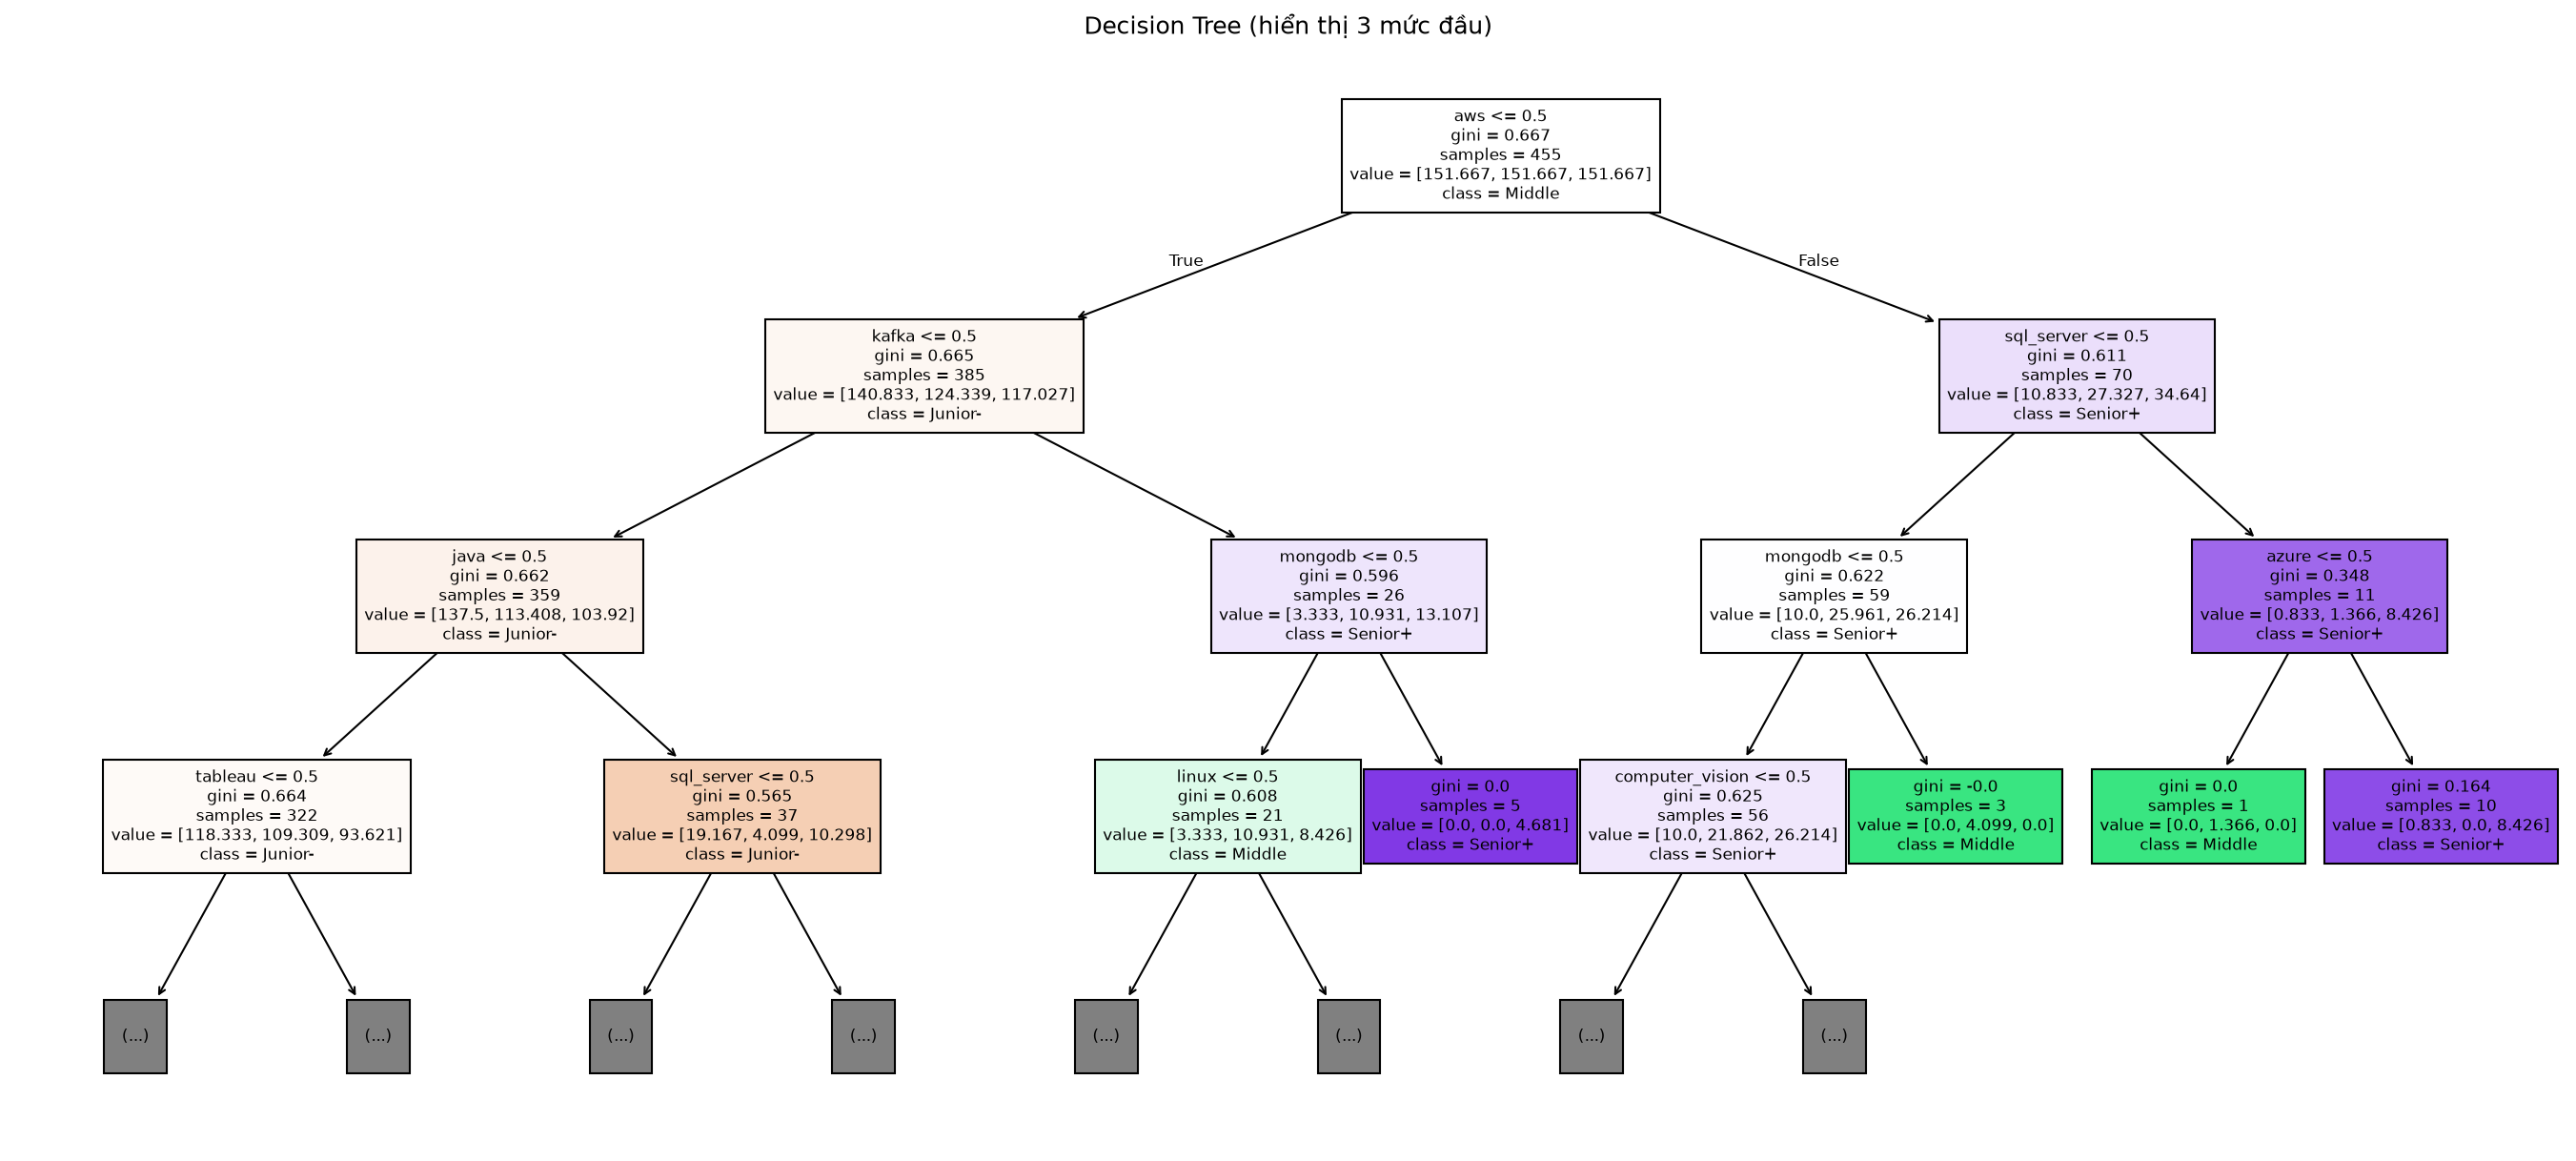 Decision Tree (hiển thị 3 mức đầu)
aws <= 0.5
gini = 0.667
samples = 455
value = [151.667, 151.667, 151.667]
class = Middle
True
False
kafka <= 0.5
gini = 0.665
samples = 385
value = [140.833, 124.339, 117.027]
class = Junior-
sql_server <= 0.5
gini = 0.611
samples = 70
value = [10.833, 27.327, 34.64]
class = Senior+
java <= 0.5
gini = 0.662
samples = 359
value = [137.5, 113.408, 103.92]
class = Junior-
mongodb <= 0.5
gini = 0.596
samples = 26
value = [3.333, 10.931, 13.107]
class = Senior+
mongodb <= 0.5
gini = 0.622
samples = 59
value = [10.0, 25.961, 26.214]
class = Senior+
azure <= 0.5
gini = 0.348
samples = 11
value = [0.833, 1.366, 8.426]
class = Senior+
tableau <= 0.5
gini = 0.664
samples = 322
value = [118.333, 109.309, 93.621]
class = Junior-
sql_server <= 0.5
gini = 0.565
samples = 37
value = [19.167, 4.099, 10.298]
class = Junior-
linux <= 0.5
gini = 0.608
samples = 21
value = [3.333, 10.931, 8.426]
class = Middle
gini = 0.0
samples = 5
value = [0.0, 0.0, 4.681]
class = Senior+
computer_vision <= 0.5
gini = 0.625
samples = 56
value = [10.0, 21.862, 26.214]
class = Senior+
gini = -0.0
samples = 3
value = [0.0, 4.099, 0.0]
class = Middle
gini = 0.0
samples = 1
value = [0.0, 1.366, 0.0]
class = Middle
gini = 0.164
samples = 10
value = [0.833, 0.0, 8.426]
class = Senior+
(...)
(...)
(...)
(...)
(...)
(...)
(...)
(...)